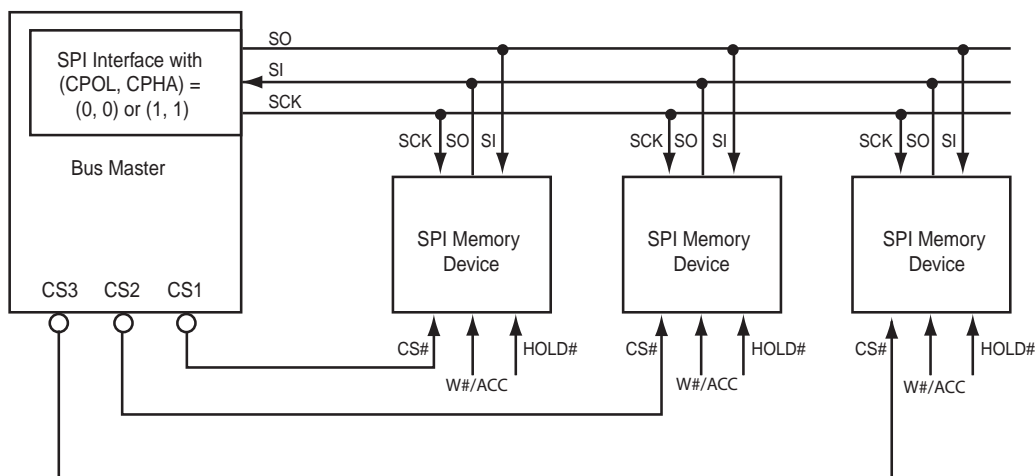 SO
SPI Interface with
(CPOL, CPHA) =
(0, 0) or (1, 1)
SI
SCK
Bus Master
SCK SO SI
SCK SO SI
SCK SO SI
SPI Memory
Device
SPI Memory
Device
SPI Memory
Device
CS3 CS2 CS1
CS# HOLD#
W#/ACC
CS# HOLD#
W#/ACC
CS# HOLD#
W#/ACC